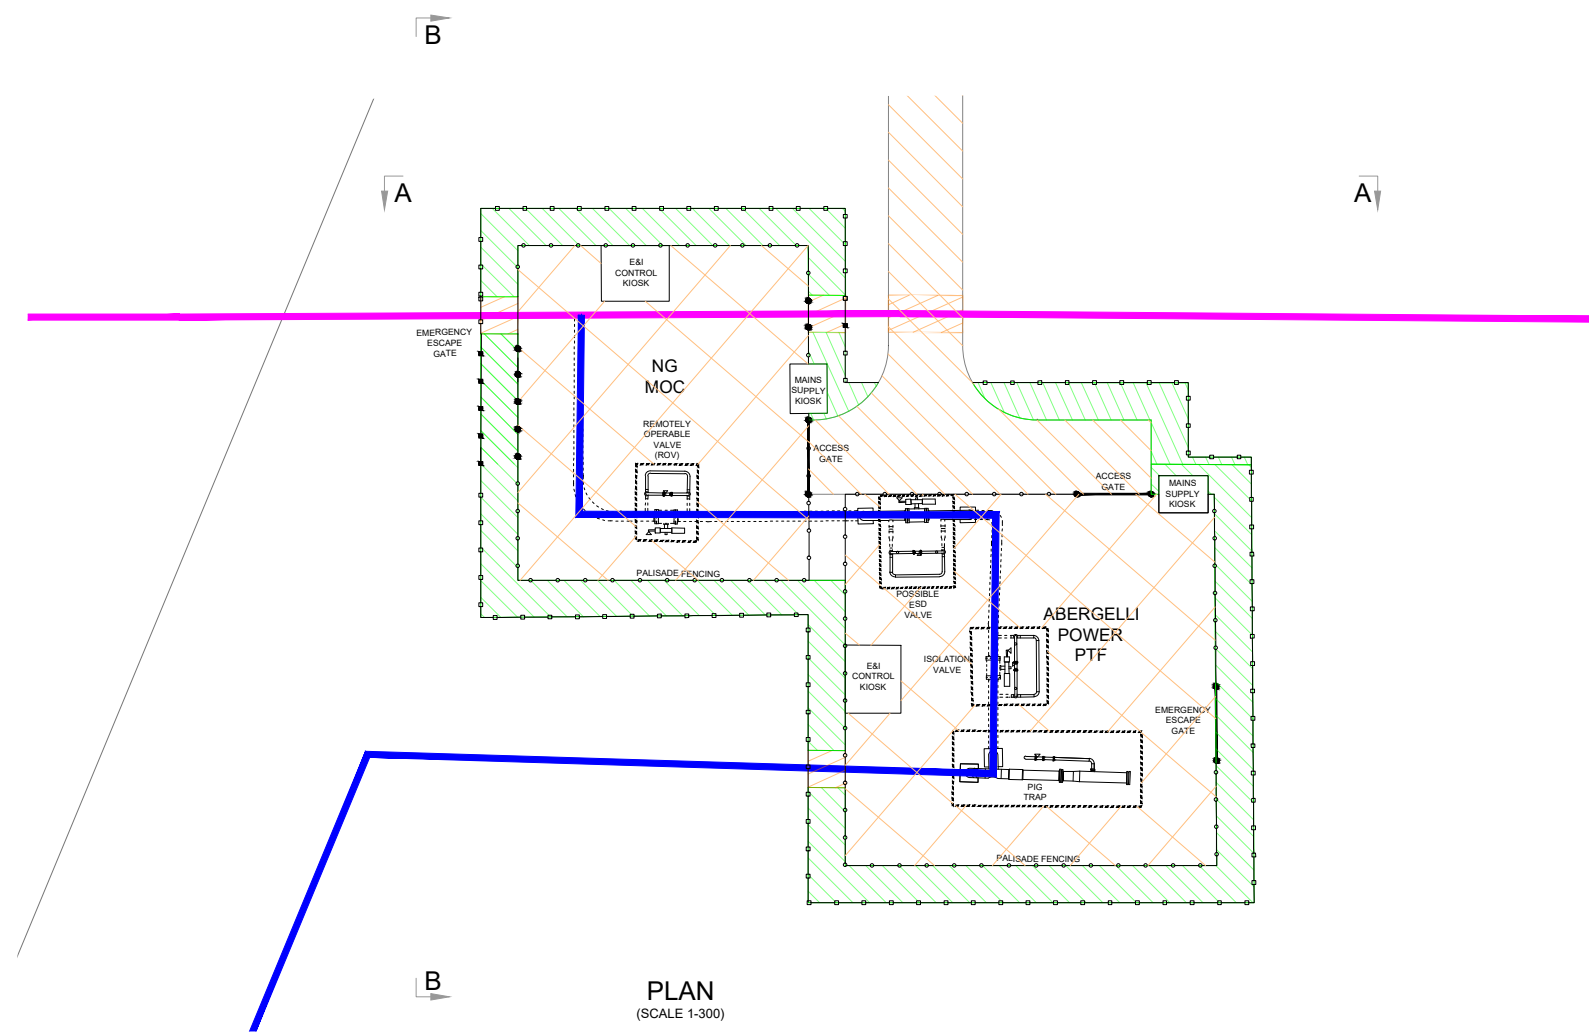 B
A
A
E&I
CONTROL
KIOSK
EMERGENCY
ESCAPE
GATE
NG
MOC
MAINS
SUPPLY
KIOSK
REMOTELY
OPERABLE
VALVE
(ROV)
ACCESS
GATE
ACCESS
GATE
MAINS
SUPPLY
KIOSK
PALISADE FENCING
POSSIBLE
ESD
VALVE
ABERGELLI
POWER
PTF
ISOLATION
VALVE
E&I
CONTROL
KIOSK
EMERGENCY
ESCAPE
GATE
PIG
TRAP
PALISADE FENCING
B
PLAN
(SCALE 1-300)